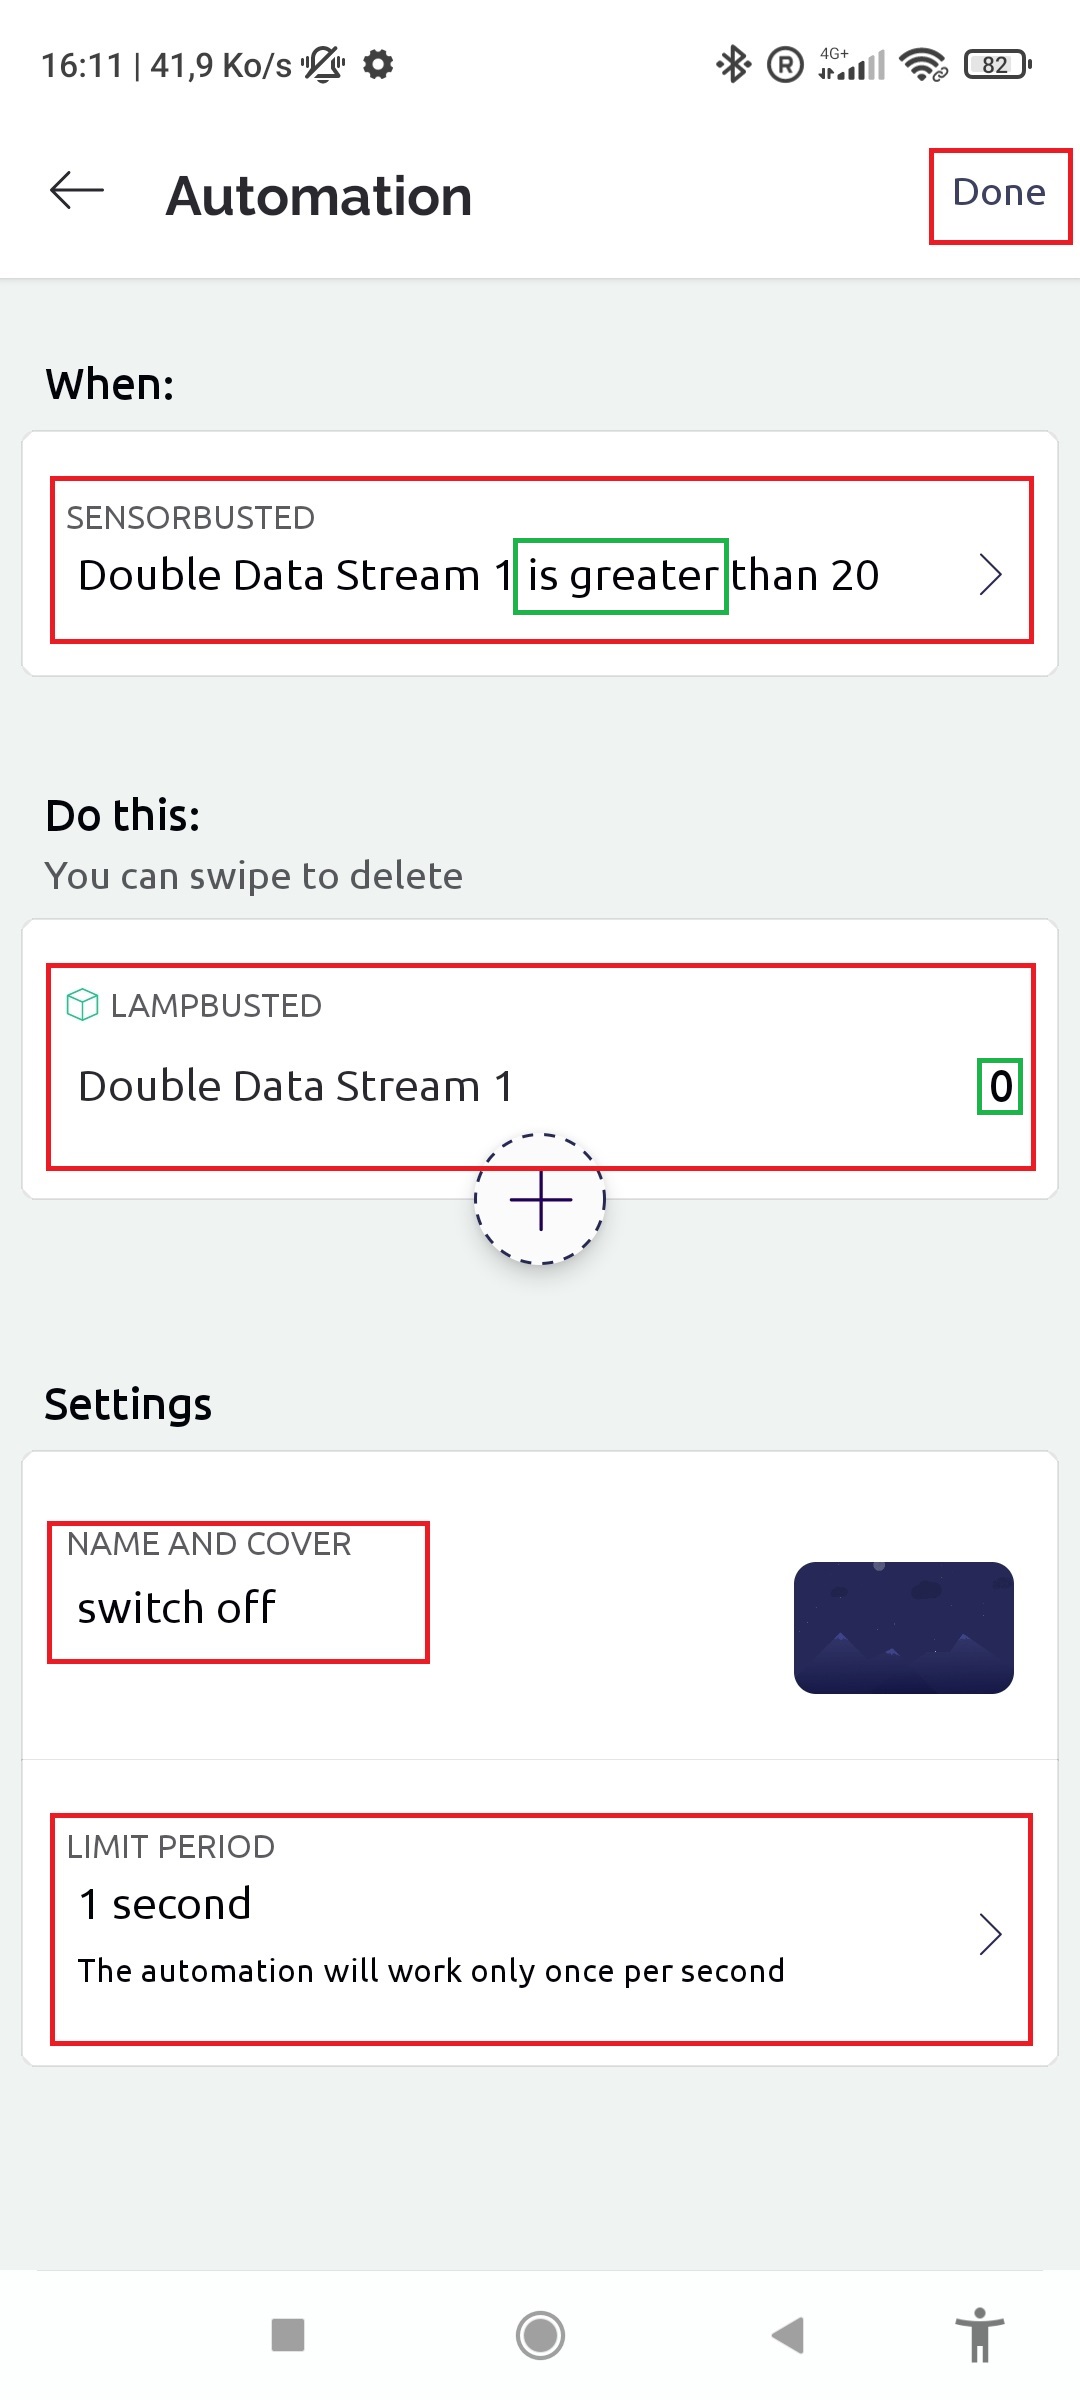 16:11 | 41,9 Ko/s
R 4G+ 82
Automation
Done
When:
SENSORBUSTED
Double Data Stream 1 is greater than 20
Do this:
You can swipe to delete
LAMPBUSTED
Double Data Stream 1 0
Settings
NAME AND COVER
switch off
LIMIT PERIOD
1 second
The automation will work only once per second